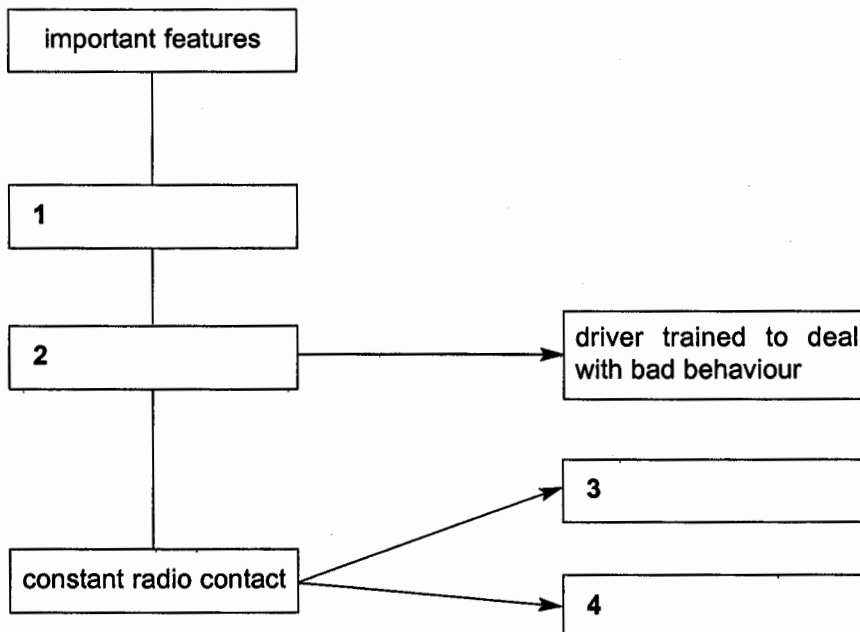 important features
1
2
driver trained to deal
with bad behaviour
3
constant radio contact
4